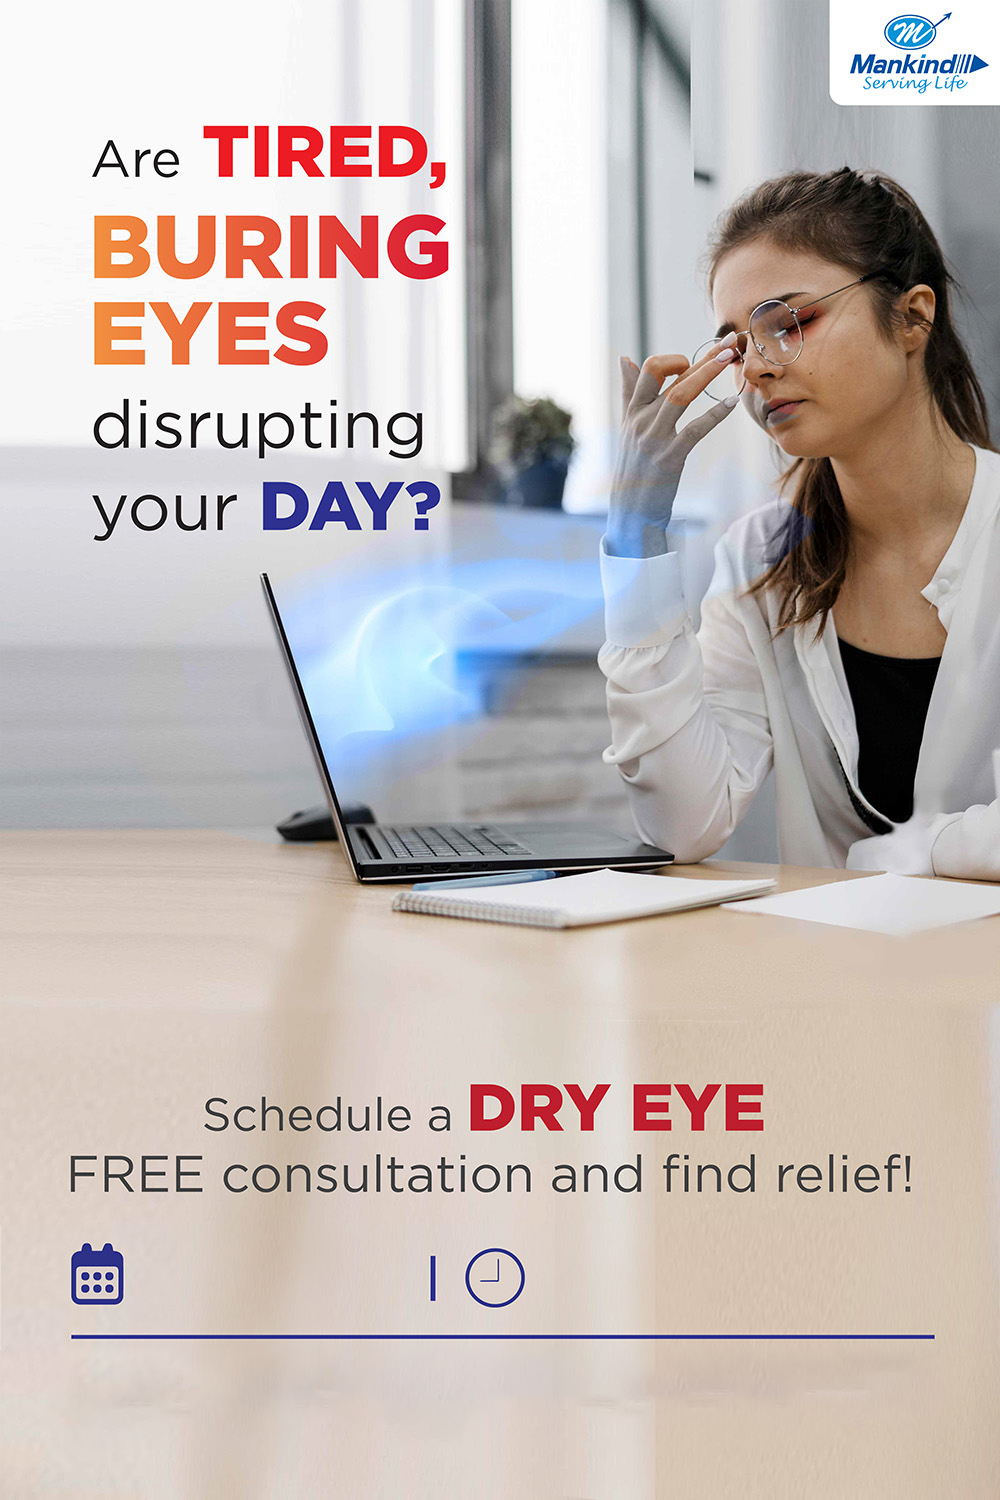 Mankind
Serving Life
Are TIRED,
BURING
EYES
disrupting
your DAY?
Schedule a DRY EYE
FREE consultation and find relief!